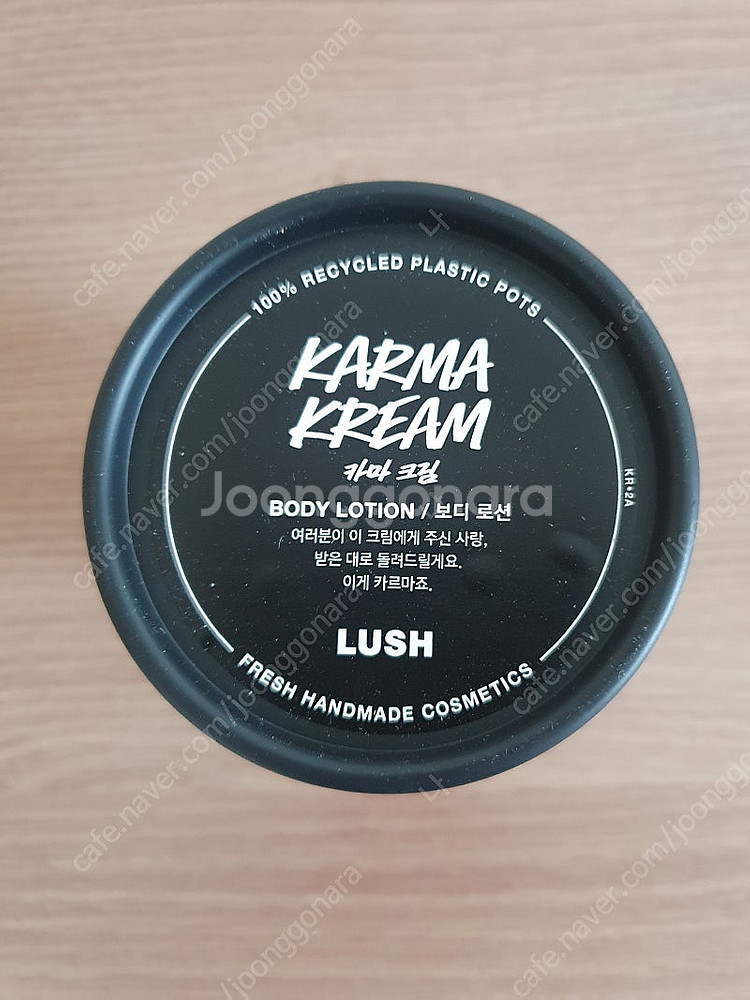 100% RECYCLED PLASTIC POTS
KARMA
KREAM
카마 크림
Joonggonara
BODY LOTION / 보디 로션
여러분이 이 크림에게 주신 사랑,
받은 대로 돌려드릴게요.
이게 카르마죠.
LUSH
FRESH HANDMADE COSMETICS
KR•2A
cafe.naver.com/joonggonara